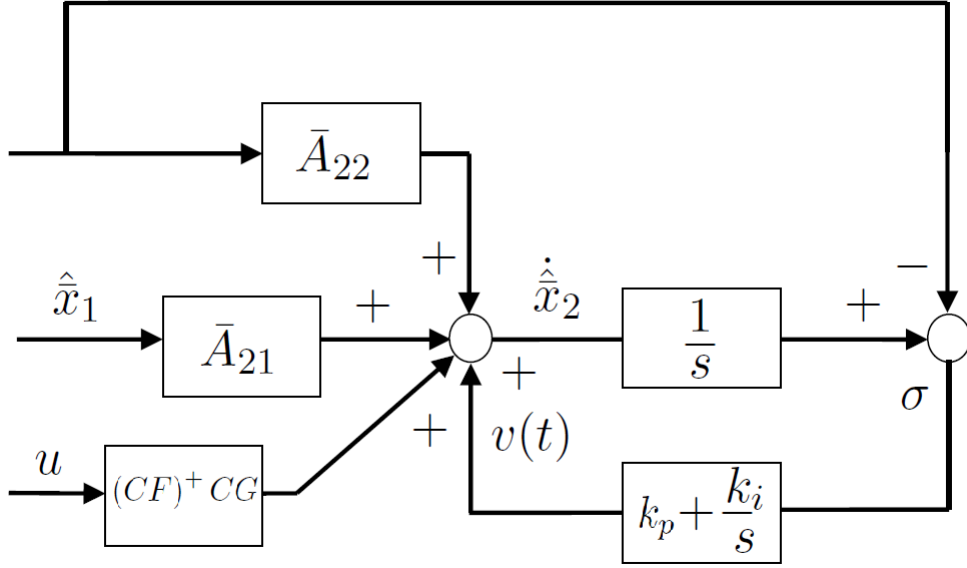 Ā₂₂
+
−
x̄̂₁
+
ẋ̄̂₂
+
Ā₂₁
1/s
+
σ
+
v(t)
u
(CF)⁺CG
kₚ + kᵢ/s